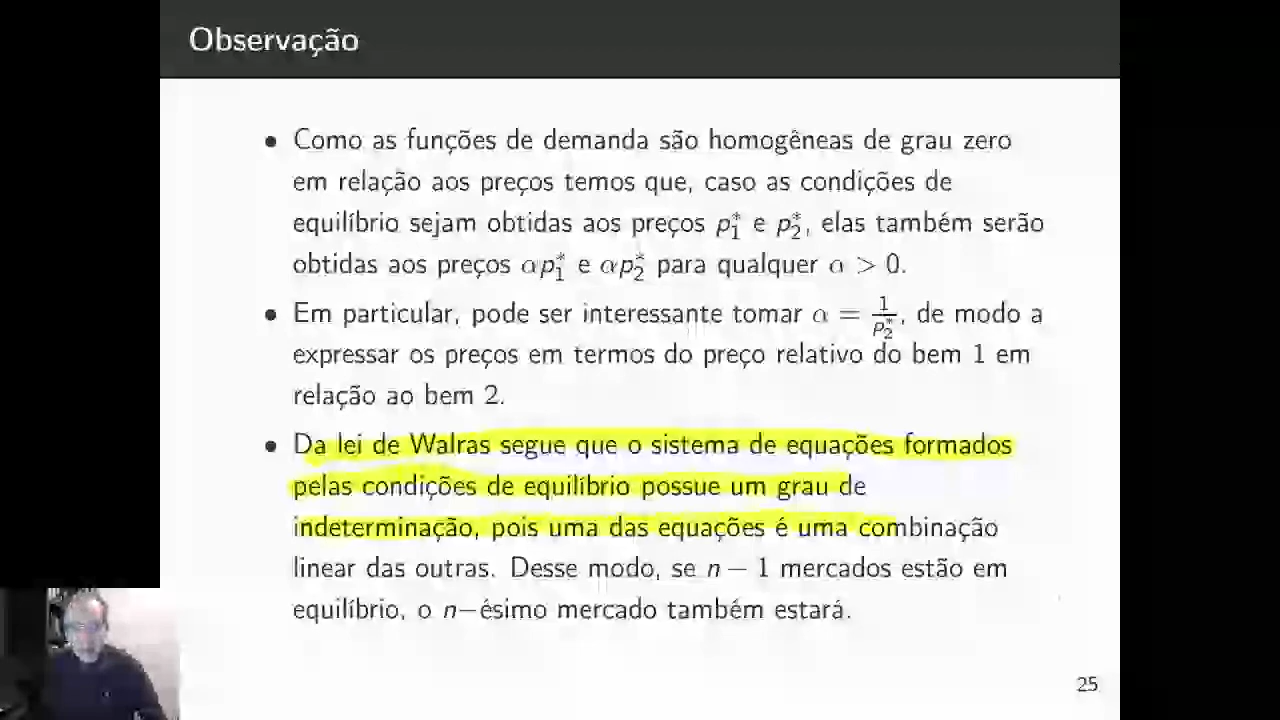 Observação
• Como as funções de demanda são homogêneas de grau zero
em relação aos preços temos que, caso as condições de
equilíbrio sejam obtidas aos preços p₁* e p₂*, elas também serão
obtidas aos preços αp₁* e αp₂* para qualquer α > 0.
• Em particular, pode ser interessante tomar α = 1/p₂*, de modo a
expressar os preços em termos do preço relativo do bem 1 em
relação ao bem 2.
• Da lei de Walras segue que o sistema de equações formados
pelas condições de equilíbrio possue um grau de
indeterminação, pois uma das equações é uma combinação
linear das outras. Desse modo, se n − 1 mercados estão em
equilíbrio, o n−ésimo mercado também estará.
25